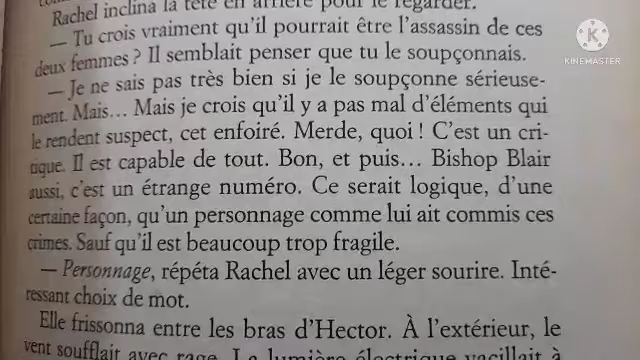 Rachel inclina la tête en arrière pour le regarder.
— Tu crois vraiment qu'il pourrait être l'assassin de ces
deux femmes ? Il semblait penser que tu le soupçonnais.
— Je ne sais pas très bien si je le soupçonne sérieuse-
ment. Mais… Mais je crois qu'il y a pas mal d'éléments qui
le rendent suspect, cet enfoiré. Merde, quoi ! C'est un cri-
tique. Il est capable de tout. Bon, et puis… Bishop Blair
aussi, c'est un étrange numéro. Ce serait logique, d'une
certaine façon, qu'un personnage comme lui ait commis ces
crimes. Sauf qu'il est beaucoup trop fragile.
— Personnage, répéta Rachel avec un léger sourire. Inté-
ressant choix de mot.
Elle frissonna entre les bras d'Hector. À l'extérieur, le
vent soufflait avec rage. La lumière électrique vacillait à
KINEMASTER